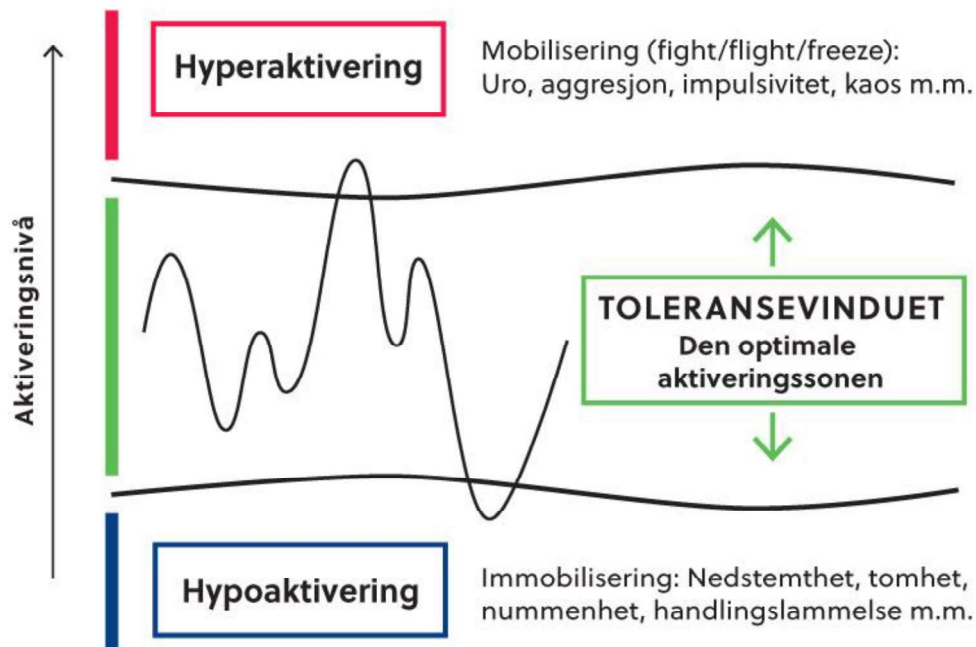 Hyperaktivering
Mobilisering (fight/flight/freeze):
Uro, aggresjon, impulsivitet, kaos m.m.
Aktiveringsnivå
TOLERANSEVINDUET
Den optimale
aktiveringssonen
Hypoaktivering
Immobilisering: Nedstemthet, tomhet,
nummenhet, handlingslammelse m.m.